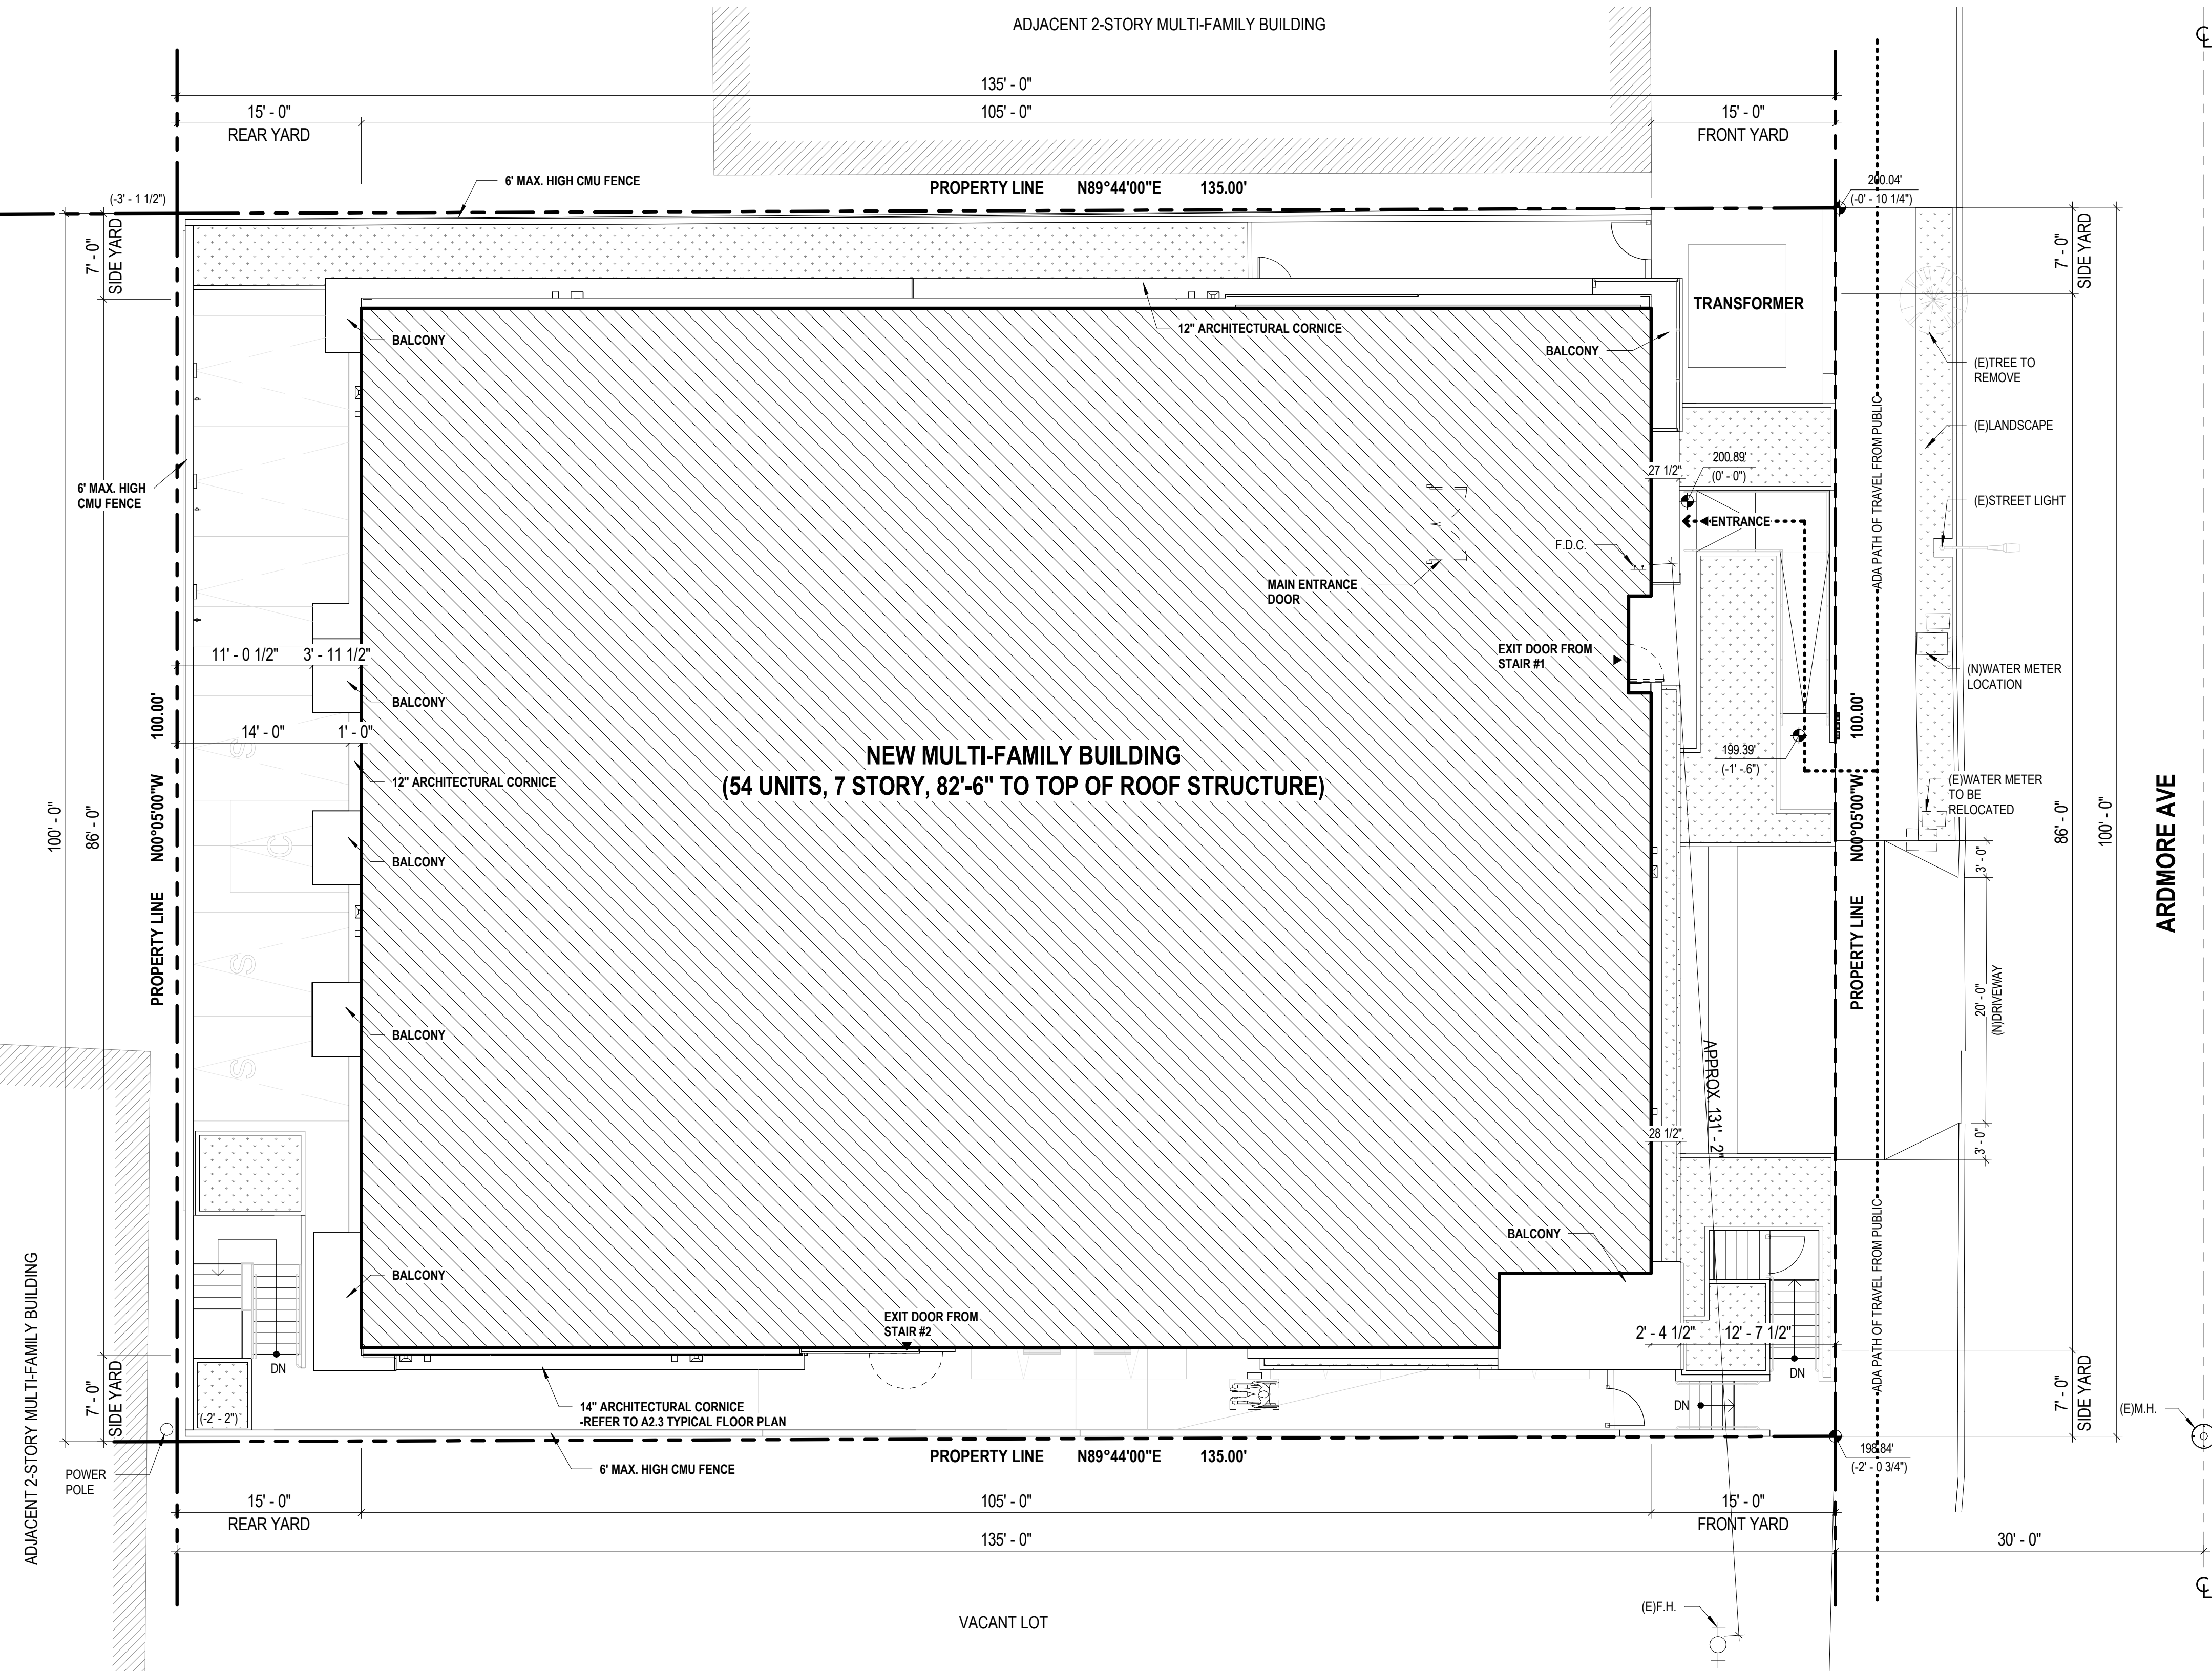 ADJACENT 2-STORY MULTI-FAMILY BUILDING
℄
135' - 0"
15' - 0"
REAR YARD
105' - 0"
15' - 0"
FRONT YARD
6' MAX. HIGH CMU FENCE
PROPERTY LINE N89°44'00"E 135.00'
(-3' - 1 1/2")
200.04'
(-0' - 10 1/4")
7' - 0"
SIDE YARD
7' - 0"
SIDE YARD
TRANSFORMER
BALCONY
12" ARCHITECTURAL CORNICE
BALCONY
(E)TREE TO
REMOVE
ADA PATH OF TRAVEL FROM PUBLIC
(E)LANDSCAPE
6' MAX. HIGH
CMU FENCE
27 1/2"
200.89'
(0' - 0")
(E)STREET LIGHT
ENTRANCE
F.D.C.
MAIN ENTRANCE
DOOR
EXIT DOOR FROM
STAIR #1
11' - 0 1/2"
3' - 11 1/2"
(N)WATER METER
LOCATION
BALCONY
14' - 0"
1' - 0"
S
12" ARCHITECTURAL CORNICE
NEW MULTI-FAMILY BUILDING
(54 UNITS, 7 STORY, 82'-6" TO TOP OF ROOF STRUCTURE)
199.39'
(-1' - 6")
(E)WATER METER
TO BE
RELOCATED
PROPERTY LINE N00°05'00"W 100.00'
PROPERTY LINE N00°05'00"W 100.00'
100' - 0"
86' - 0"
86' - 0"
100' - 0"
ARDMORE AVE
C
BALCONY
3' - 0"
S
20' - 0"
(N)DRIVEWAY
BALCONY
S
APPROX. 131' - 2"
28 1/2"
3' - 0"
ADA PATH OF TRAVEL FROM PUBLIC
BALCONY
BALCONY
EXIT DOOR FROM
STAIR #2
2' - 4 1/2"
12' - 7 1/2"
DN
DN
DN
7' - 0"
SIDE YARD
7' - 0"
SIDE YARD
(-2' - 2")
14" ARCHITECTURAL CORNICE
-REFER TO A2.3 TYPICAL FLOOR PLAN
(E)M.H.
PROPERTY LINE N89°44'00"E 135.00'
198.84'
(-2' - 0 3/4")
6' MAX. HIGH CMU FENCE
POWER
POLE
ADJACENT 2-STORY MULTI-FAMILY BUILDING
15' - 0"
REAR YARD
105' - 0"
15' - 0"
FRONT YARD
135' - 0"
30' - 0"
℄
(E)F.H.
VACANT LOT